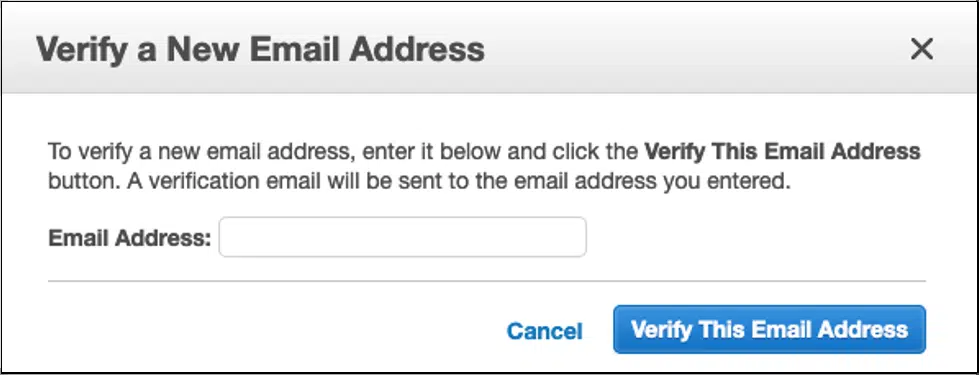 Verify a New Email Address
To verify a new email address, enter it below and click the Verify This Email Address
button. A verification email will be sent to the email address you entered.
Email Address:
Cancel Verify This Email Address